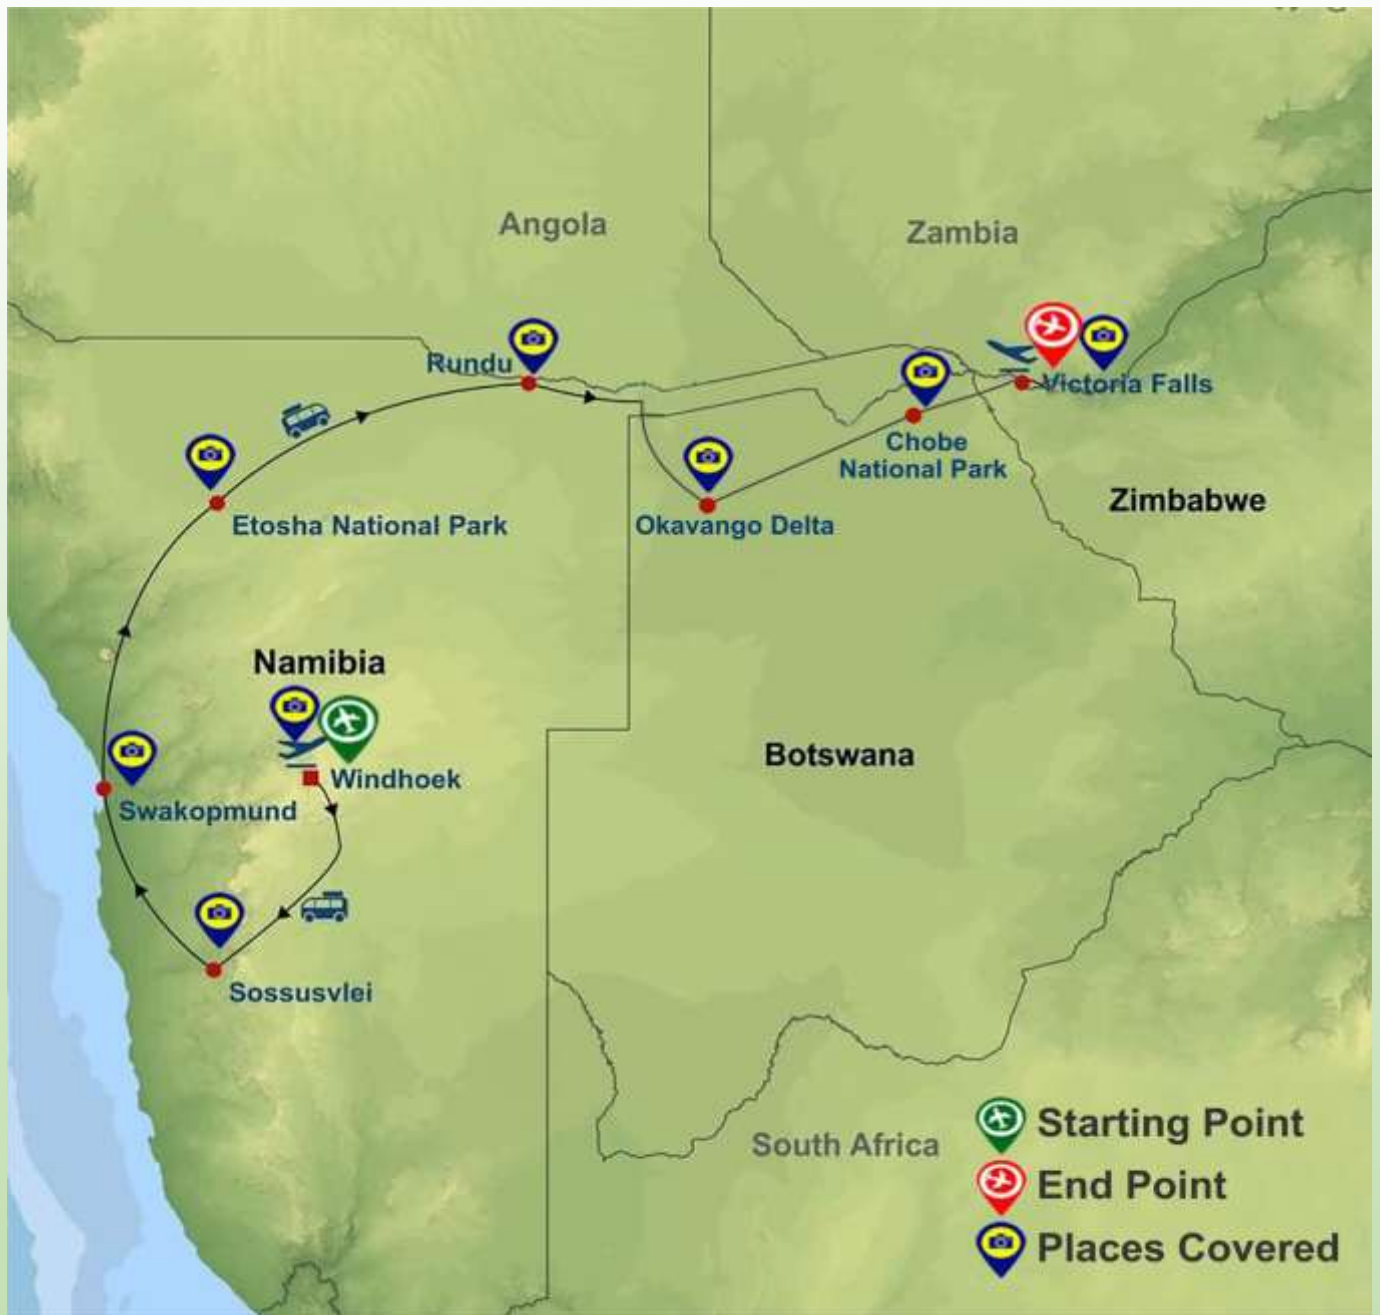 Angola
Zambia
Rundu
Victoria Falls
Chobe
National Park
Etosha National Park
Okavango Delta
Zimbabwe
Namibia
Botswana
Windhoek
Swakopmund
Sossusvlei
South Africa
Starting Point
End Point
Places Covered